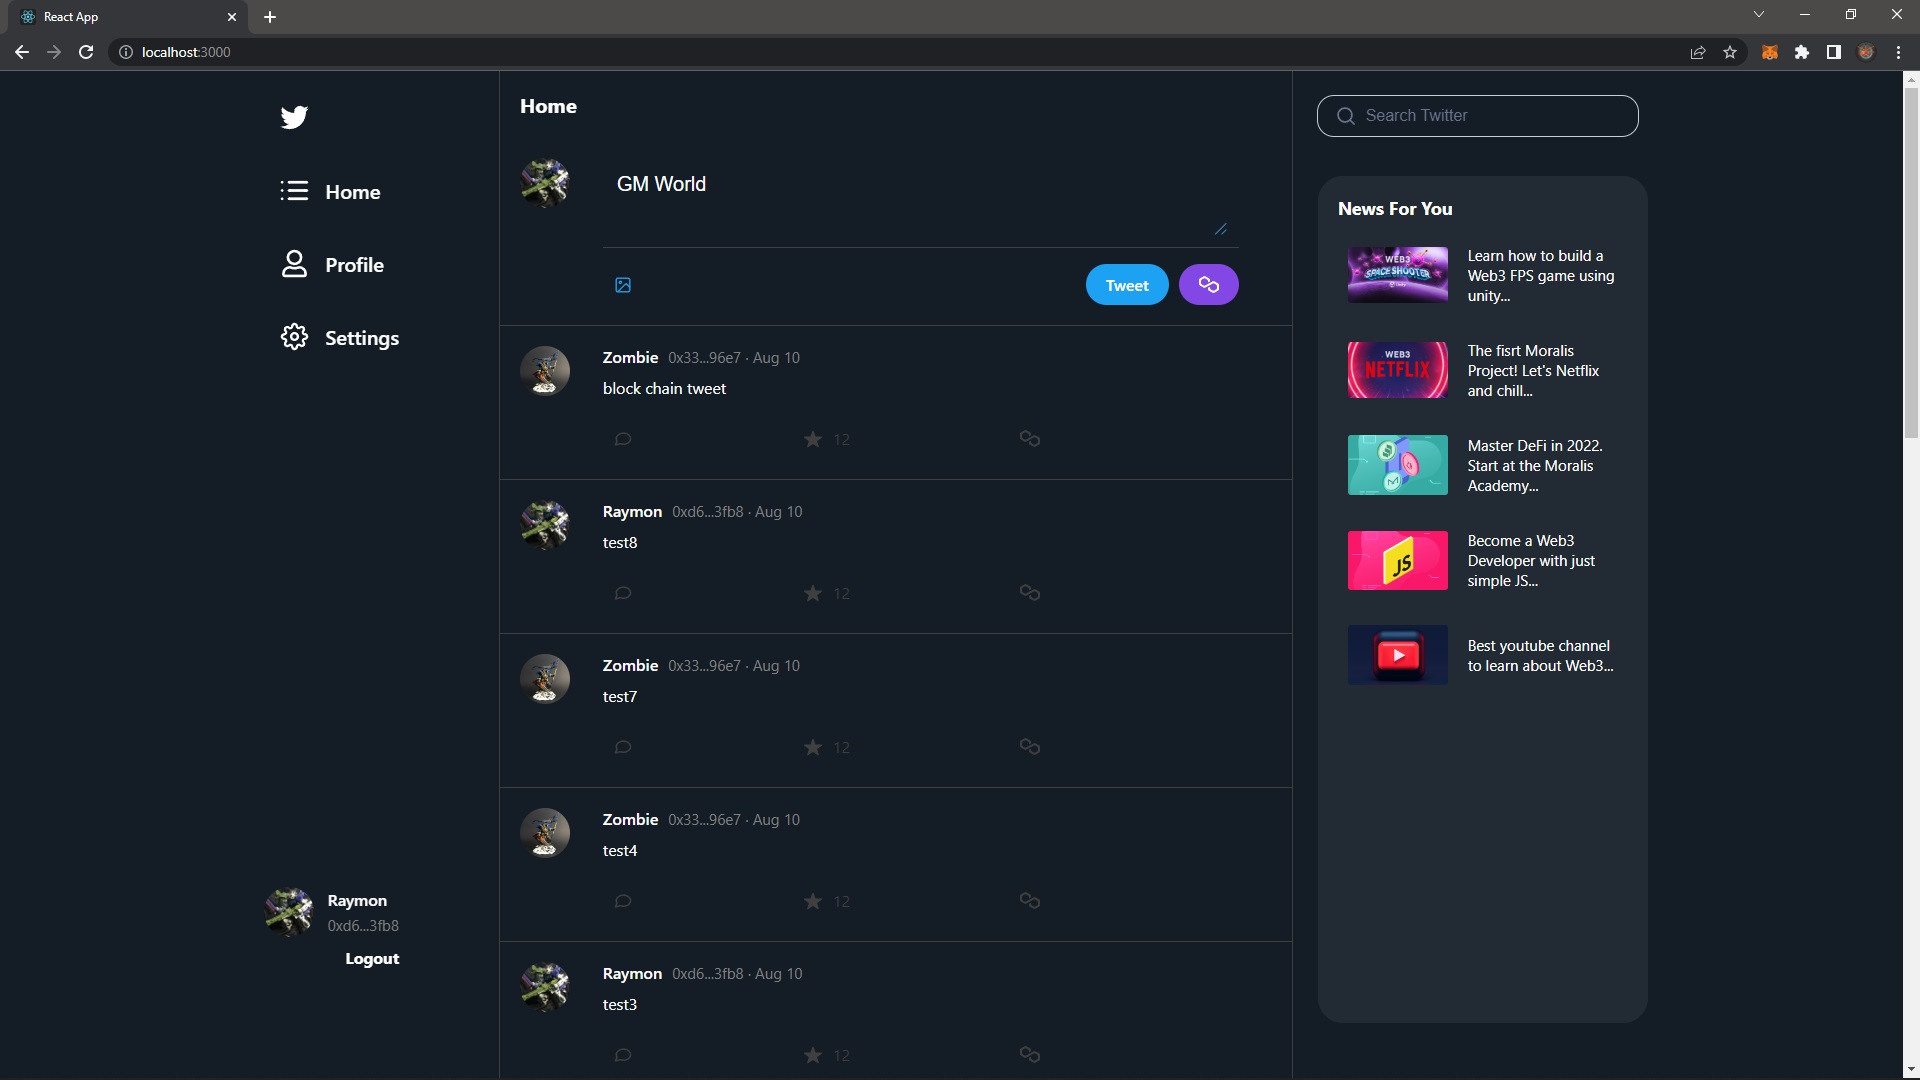 React App
localhost:3000
Home
Profile
Settings
Raymon
0xd6...3fb8
Logout
Home
GM World
Tweet
Zombie 0x33...96e7 · Aug 10
block chain tweet
12
Raymon 0xd6...3fb8 · Aug 10
test8
12
Zombie 0x33...96e7 · Aug 10
test7
12
Zombie 0x33...96e7 · Aug 10
test4
12
Raymon 0xd6...3fb8 · Aug 10
test3
12
Search Twitter
News For You
WEB3
SPACE SHOOTER
Learn how to build a
Web3 FPS game using
unity...
WEB3
NETFLIX
The fisrt Moralis
Project! Let's Netflix
and chill...
Master DeFi in 2022.
Start at the Moralis
Academy...
JS
Become a Web3
Developer with just
simple JS...
Best youtube channel
to learn about Web3...